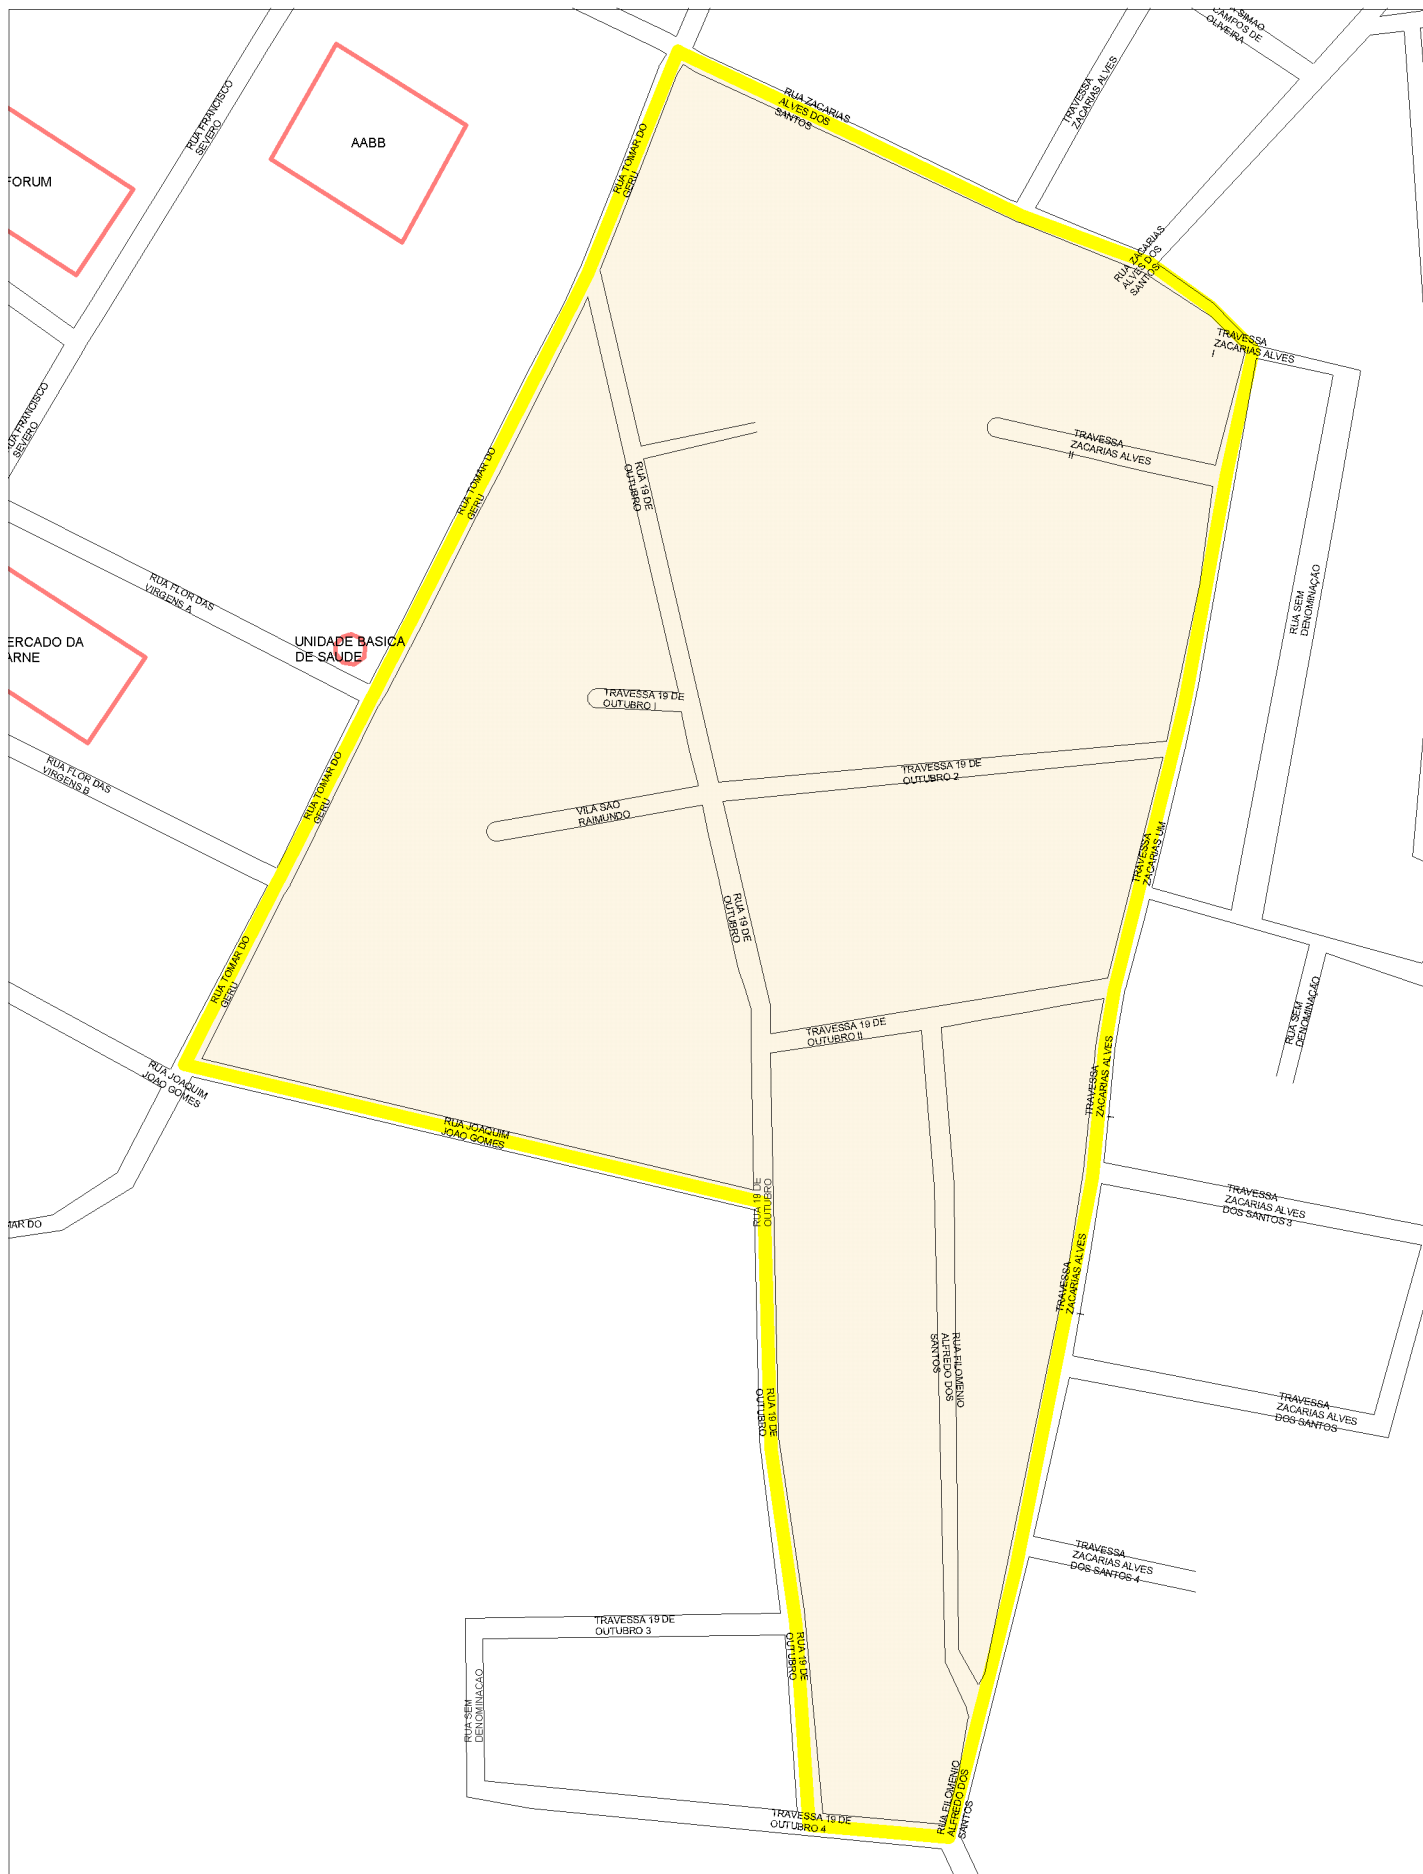 SIMAO
CAMPOS DE
OLIVEIRA
RUA FRANCISCO
SEVERO
AABB
FORUM
RUA ZACARIAS
ALVES DOS
SANTOS
TRAVESSA
ZACARIAS ALVES
RUA TOMAR DO
GERU
RUA ZACARIAS
ALVES DOS
SANTOS
TRAVESSA
ZACARIAS ALVES
I
RUA FRANCISCO
SEVERO
TRAVESSA
ZACARIAS ALVES
II
RUA 19 DE
OUTUBRO
RUA TOMAR DO
GERU
RUA FLOR DAS
VIRGENS A
RUA SEM
DENOMINAÇÃO
UNIDADE BASICA
DE SAUDE
ERCADO DA
ARNE
TRAVESSA 19 DE
OUTUBRO I
RUA FLOR DAS
VIRGENS B
RUA TOMAR DO
GERU
TRAVESSA 19 DE
OUTUBRO 2
VILA SAO
RAIMUNDO
TRAVESSA
ZACARIAS UM
RUA 19 DE
OUTUBRO
RUA TOMAR DO
GERU
TRAVESSA 19 DE
OUTUBRO II
RUA SEM
DENOMINAÇÃO
RUA JOAQUIM
JOAO GOMES
TRAVESSA
ZACARIAS ALVES
I
RUA JOAQUIM
JOAO GOMES
RUA 19 DE
OUTUBRO
TRAVESSA
ZACARIAS ALVES
DOS SANTOS 3
MAR DO
TRAVESSA
ZACARIAS ALVES
I
RUA FILOMENIO
ALFREDO DOS
SANTOS
RUA 19 DE
OUTUBRO
TRAVESSA
ZACARIAS ALVES
DOS SANTOS
TRAVESSA
ZACARIAS ALVES
DOS SANTOS 4
TRAVESSA 19 DE
OUTUBRO 3
RUA 19 DE
OUTUBRO
RUA SEM
DENOMINACAO
TRAVESSA 19 DE
OUTUBRO 4
RUA FILOMENIO
ALFREDO DOS
SANTOS